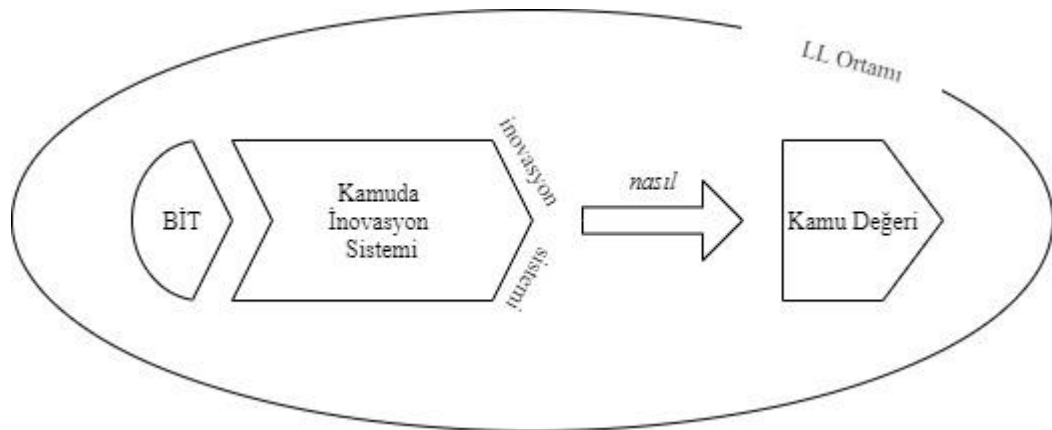 LL Ortamı
BİT
Kamuda
İnovasyon
Sistemi
inovasyon
sistemi
nasıl
Kamu Değeri